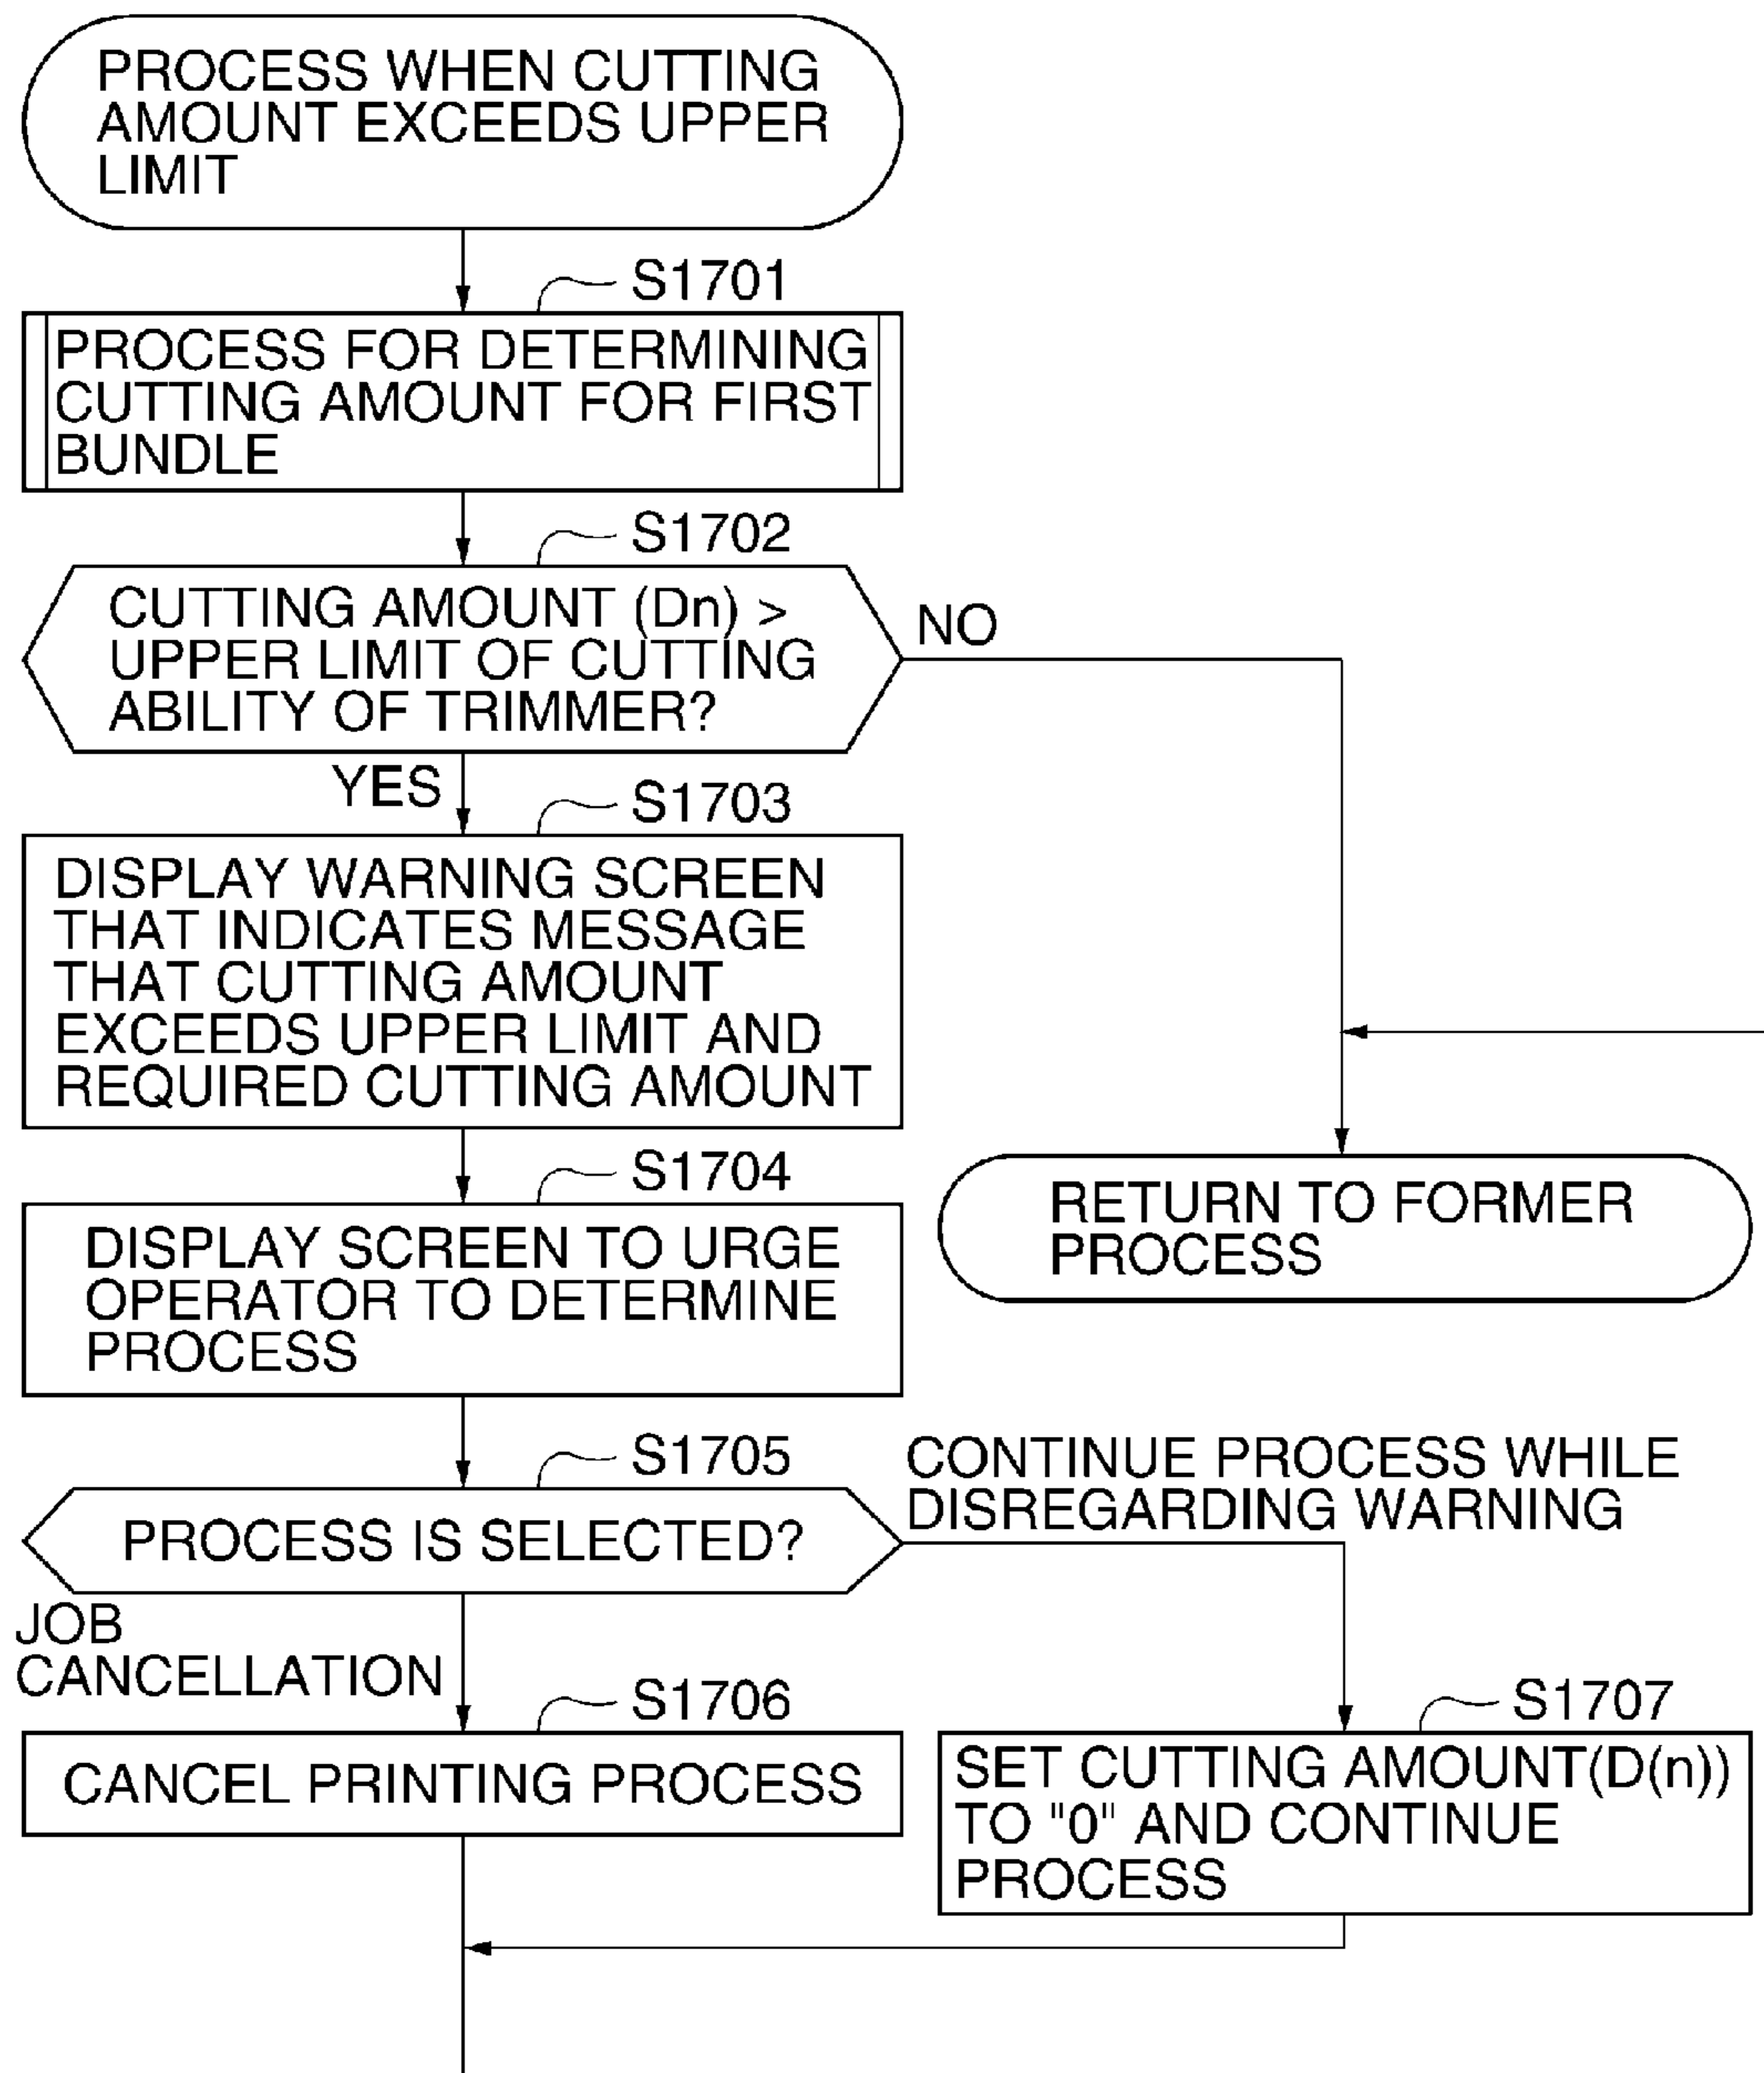 PROCESS WHEN CUTTING
AMOUNT EXCEEDS UPPER
LIMIT
S1701
PROCESS FOR DETERMINING
CUTTING AMOUNT FOR FIRST
BUNDLE
S1702
CUTTING AMOUNT (Dn) >
UPPER LIMIT OF CUTTING
ABILITY OF TRIMMER?
NO
YES
S1703
DISPLAY WARNING SCREEN
THAT INDICATES MESSAGE
THAT CUTTING AMOUNT
EXCEEDS UPPER LIMIT AND
REQUIRED CUTTING AMOUNT
RETURN TO FORMER
PROCESS
S1704
DISPLAY SCREEN TO URGE
OPERATOR TO DETERMINE
PROCESS
S1705
PROCESS IS SELECTED?
CONTINUE PROCESS WHILE
DISREGARDING WARNING
JOB
CANCELLATION
S1706
CANCEL PRINTING PROCESS
S1707
SET CUTTING AMOUNT(D(n))
TO "0" AND CONTINUE
PROCESS